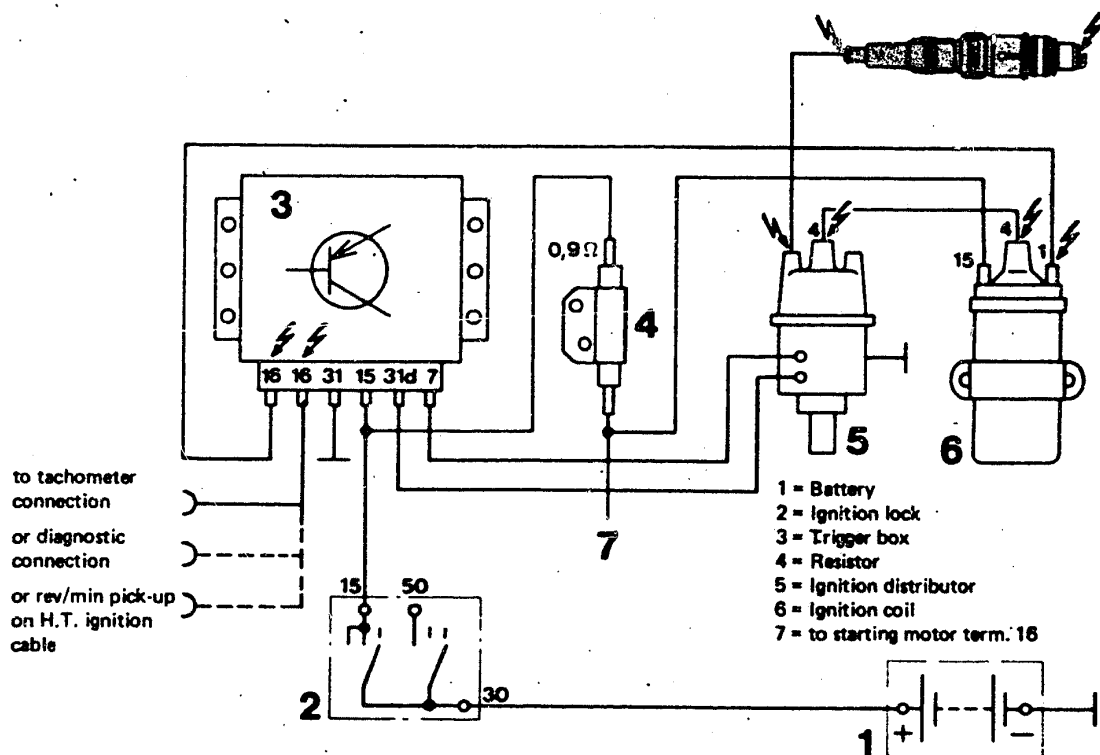 3
0,9Ω
4
4
4
15
1
16 16 31 15 31d 7
5
6
to tachometer
connection
or diagnostic
connection
or rev/min pick-up
on H.T. ignition
cable
7
1 = Battery
2 = Ignition lock
3 = Trigger box
4 = Resistor
5 = Ignition distributor
6 = Ignition coil
7 = to starting motor term. 16
15 50
30
2
1
+ −